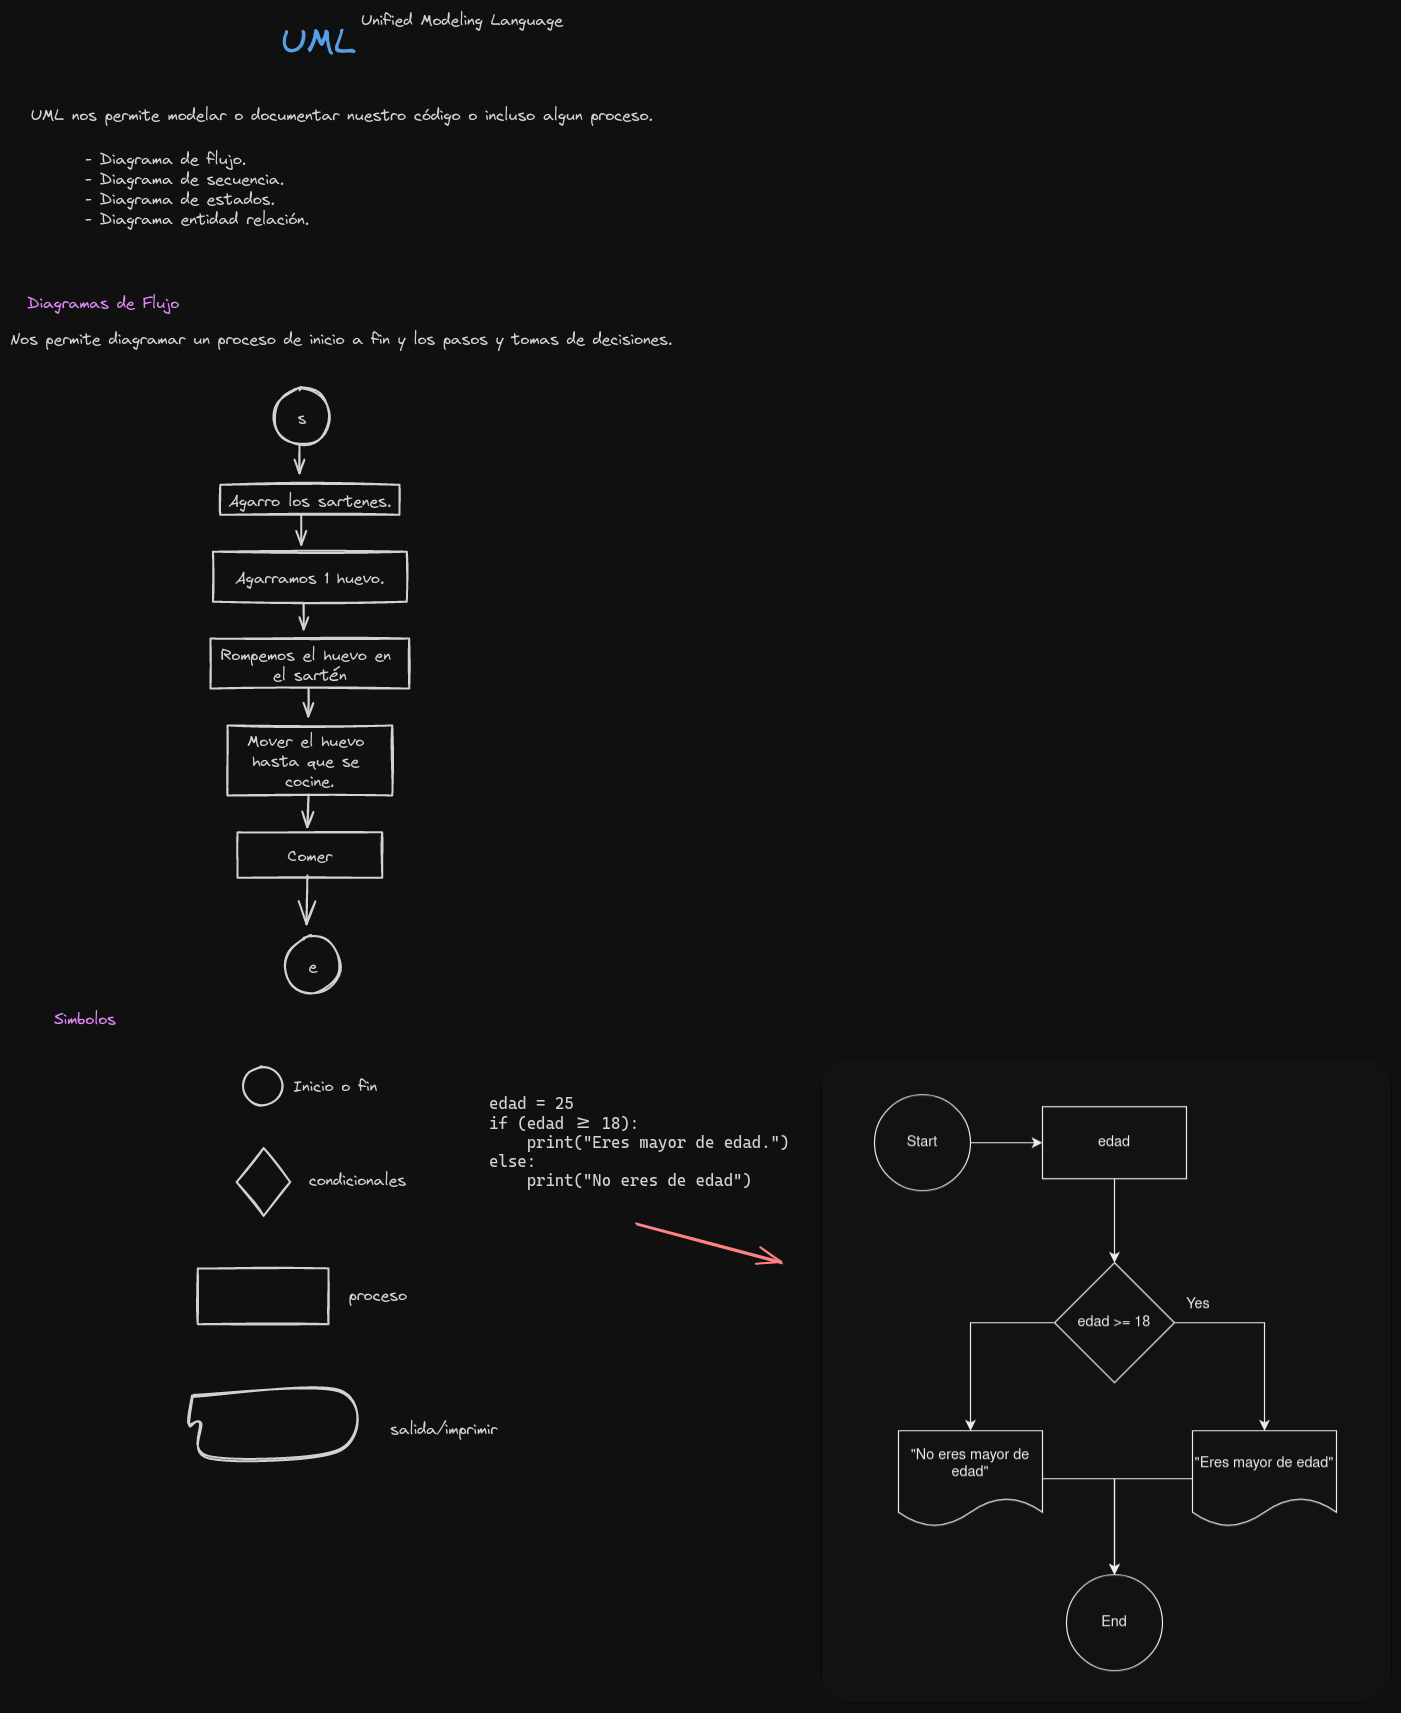 Unified Modeling Language
UML
UML nos permite modelar o documentar nuestro código o incluso algun proceso.
- Diagrama de flujo.
- Diagrama de secuencia.
- Diagrama de estados.
- Diagrama entidad relación.
Diagramas de Flujo
Nos permite diagramar un proceso de inicio a fin y los pasos y tomas de decisiones.
s
Agarro los sartenes.
Agarramos 1 huevo.
Rompemos el huevo en
el sartén
Mover el huevo
hasta que se
cocine.
Comer
e
Simbolos
Inicio o fin
condicionales
proceso
salida/imprimir
edad = 25
if (edad ≥ 18):
    print("Eres mayor de edad.")
else:
    print("No eres de edad")
Start
edad
Yes
edad >= 18
"No eres mayor de
edad"
"Eres mayor de edad"
End